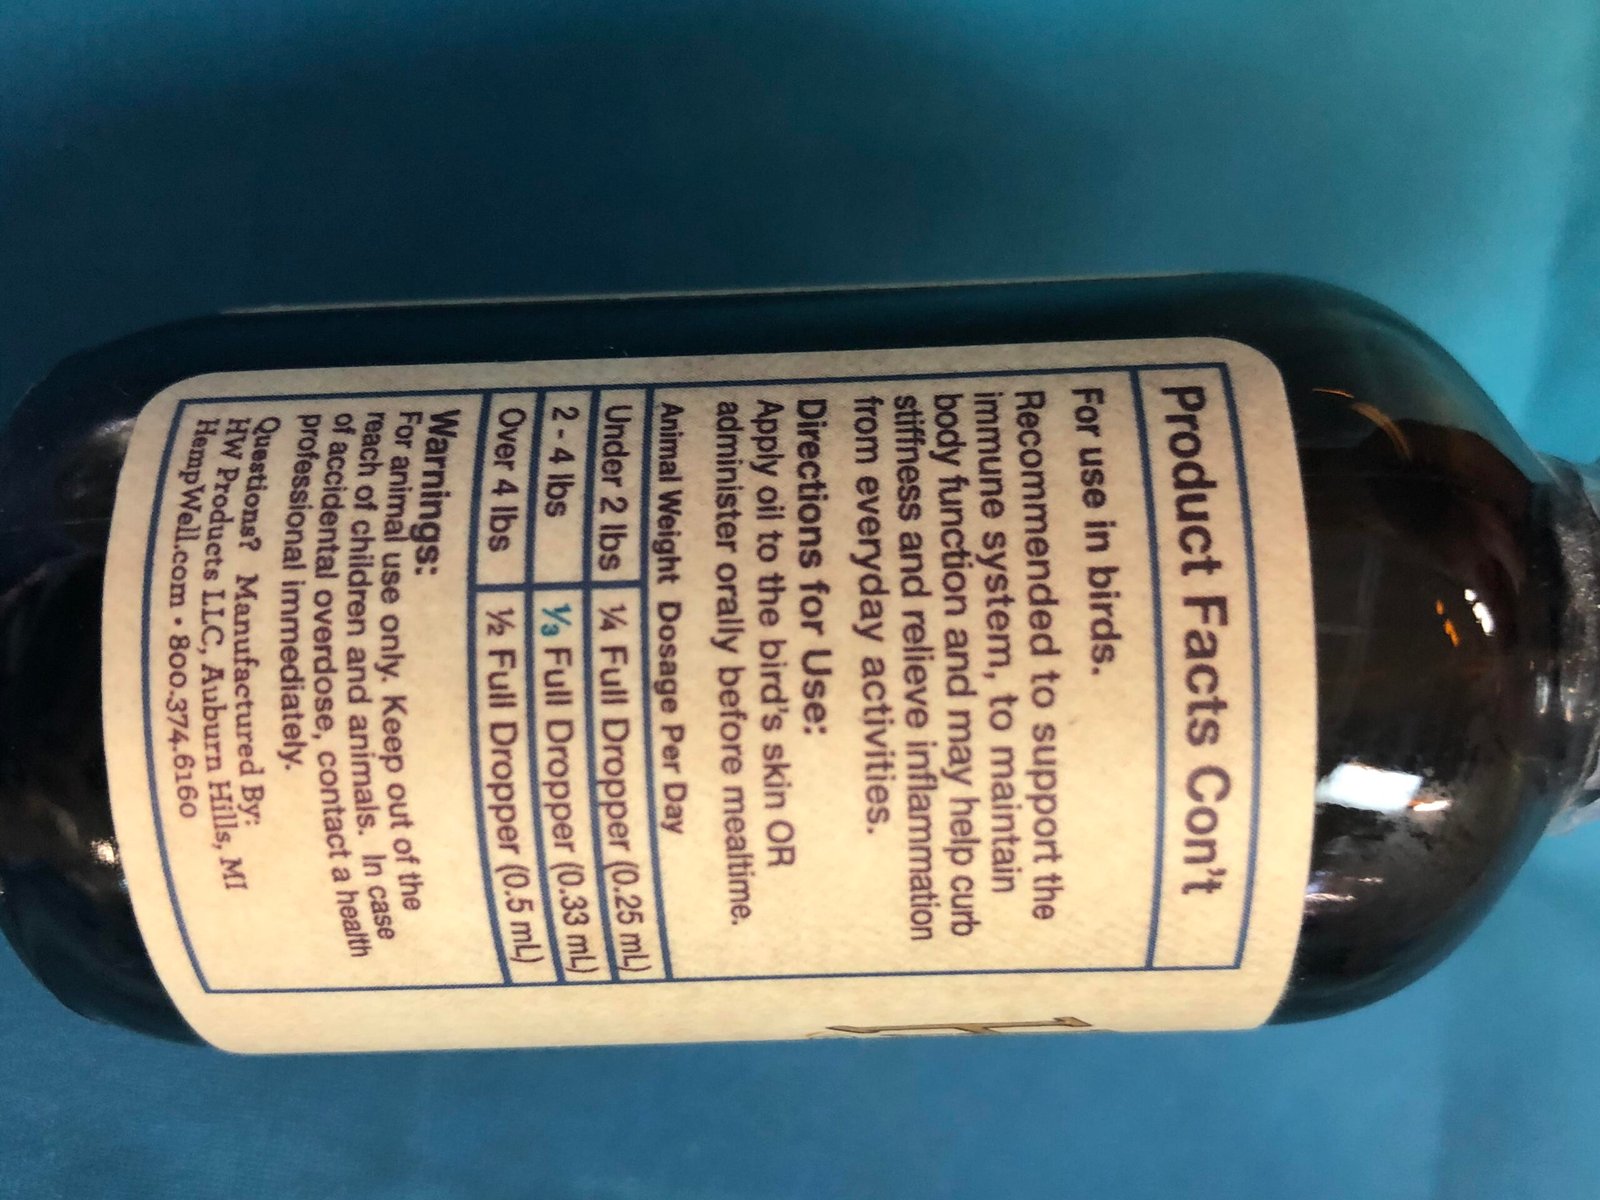 Product Facts Con't
For use in birds.
Recommended to support the
immune system, to maintain
body function and may help curb
stiffness and relieve inflammation
from everyday activities.
Directions for Use:
Apply oil to the bird's skin OR
administer orally before mealtime.
Animal Weight Dosage Per Day
Under 2 lbs ¼ Full Dropper (0.25 mL)
2 - 4 lbs ⅓ Full Dropper (0.33 mL)
Over 4 lbs ½ Full Dropper (0.5 mL)
Warnings:
For animal use only. Keep out of the
reach of children and animals. In case
of accidental overdose, contact a health
professional immediately.
Questions? Manufactured By:
HW Products LLC, Auburn Hills, MI
HempWell.com • 800.374.6160